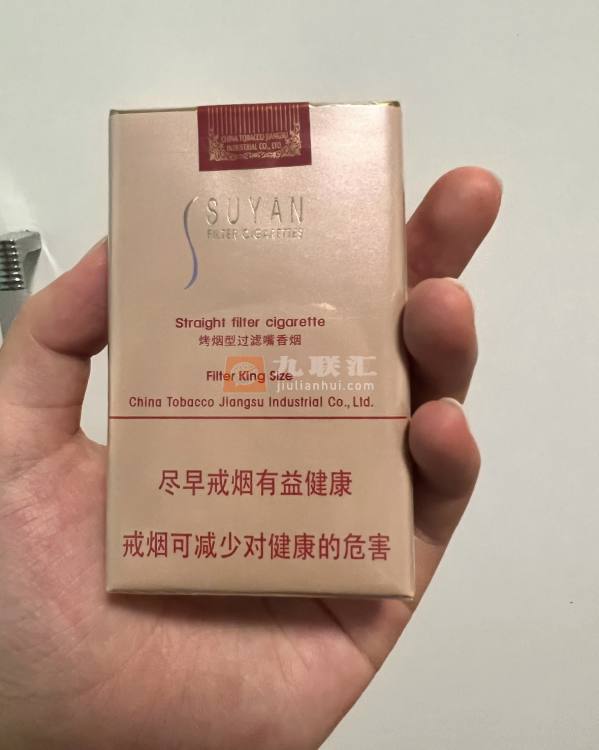 CHINA TOBACCO JIANGSU
INDUSTRIAL CO., LTD
SUYAN
FILTER CIGARETTES
Straight filter cigarette
烤烟型过滤嘴香烟
九联汇
Filter King Size
jiulianhui.com
China Tobacco Jiangsu Industrial Co., Ltd.
尽早戒烟有益健康
戒烟可减少对健康的危害